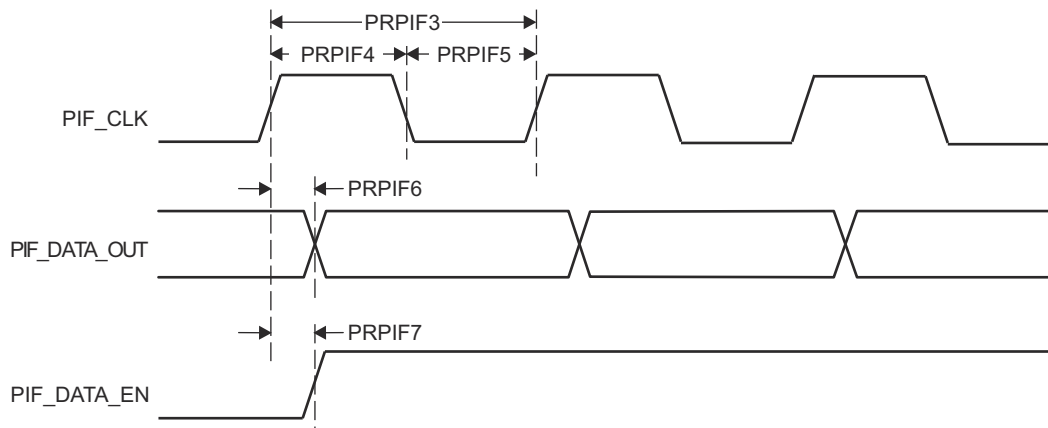 PRPIF3
PRPIF4 PRPIF5
PIF_CLK
PRPIF6
PIF_DATA_OUT
PRPIF7
PIF_DATA_EN